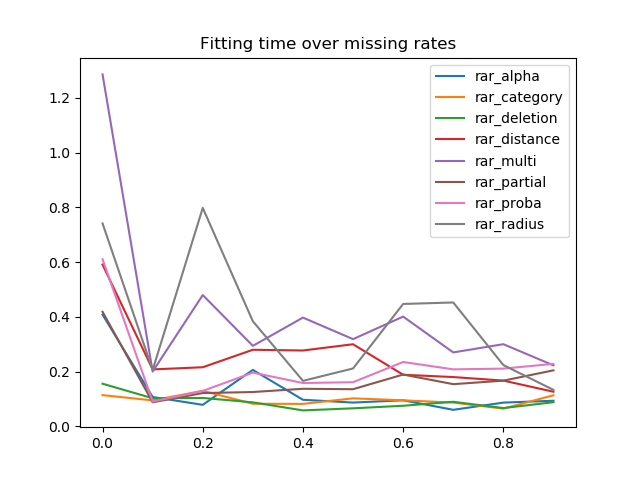 Fitting time over missing rates
1.2
1.0
0.8
0.6
0.4
0.2
0.0
rar_alpha
rar_category
rar_deletion
rar_distance
rar_multi
rar_partial
rar_proba
rar_radius
0.0 0.2 0.4 0.6 0.8